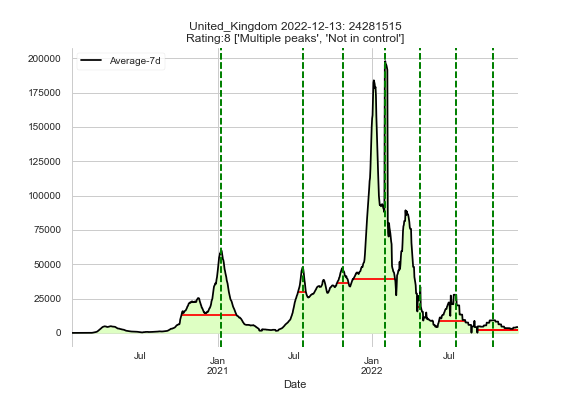 United_Kingdom 2022-12-13: 24281515
Rating:8 ['Multiple peaks', 'Not in control']
Average-7d
200000
175000
150000
125000
100000
75000
50000
25000
0
Jul
Jan
2021
Jul
Jan
2022
Jul
Date